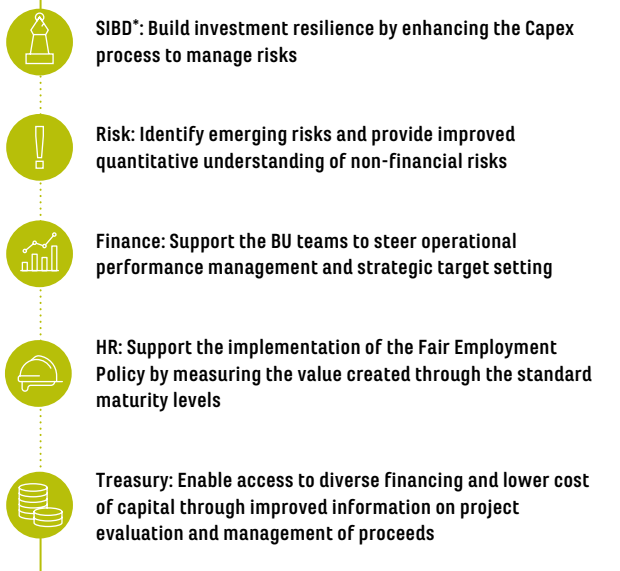 SIBD*: Build investment resilience by enhancing the Capex
process to manage risks
Risk: Identify emerging risks and provide improved
quantitative understanding of non-financial risks
Finance: Support the BU teams to steer operational
performance management and strategic target setting
HR: Support the implementation of the Fair Employment
Policy by measuring the value created through the standard
maturity levels
Treasury: Enable access to diverse financing and lower cost
of capital through improved information on project
evaluation and management of proceeds